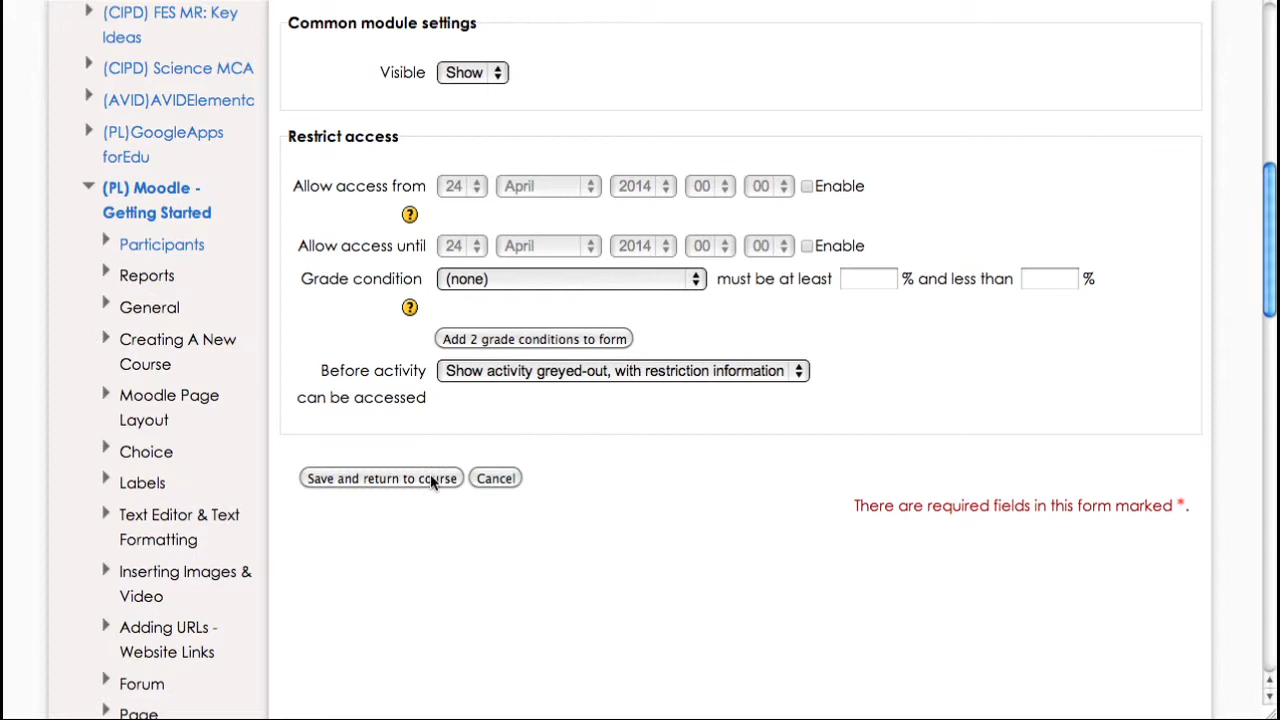 (CIPD) FES MR: Key
Ideas
(CIPD) Science MCA
(AVID)AVIDElementc
(PL)GoogleApps
forEdu
(PL) Moodle -
Getting Started
Participants
Reports
General
Creating A New
Course
Moodle Page
Layout
Choice
Labels
Text Editor & Text
Formatting
Inserting Images &
Video
Adding URLs -
Website Links
Forum
Page
Common module settings
Visible Show
Restrict access
Allow access from 24 April 2014 00 00 Enable
?
Allow access until 24 April 2014 00 00 Enable
Grade condition (none) must be at least % and less than %
?
Add 2 grade conditions to form
Before activity Show activity greyed-out, with restriction information
can be accessed
Save and return to course Cancel
There are required fields in this form marked *.